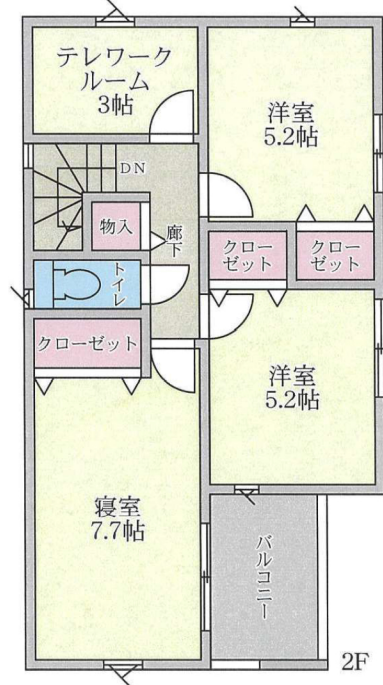 テレワーク
ルーム
3帖
洋室
5.2帖
DN
物入
廊下
クロー
ゼット
クロー
ゼット
トイレ
クローゼット
洋室
5.2帖
寝室
7.7帖
バルコニー
2F